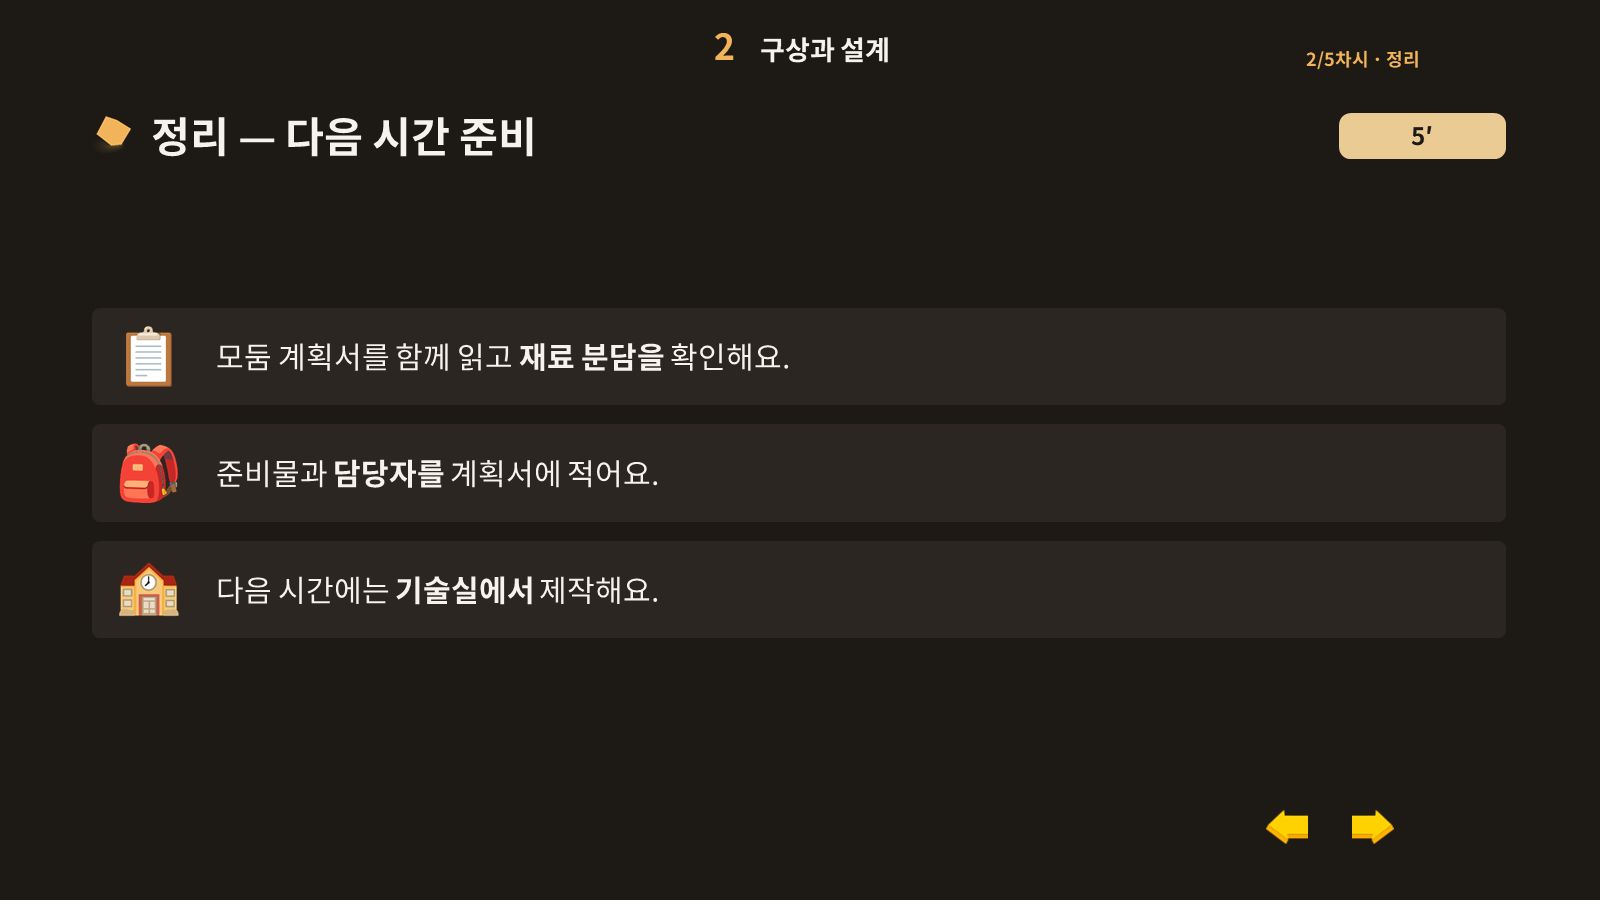 2 구상과 설계
2/5차시 · 정리
정리 — 다음 시간 준비
5′
모둠 계획서를 함께 읽고 재료 분담을 확인해요.
준비물과 담당자를 계획서에 적어요.
다음 시간에는 기술실에서 제작해요.